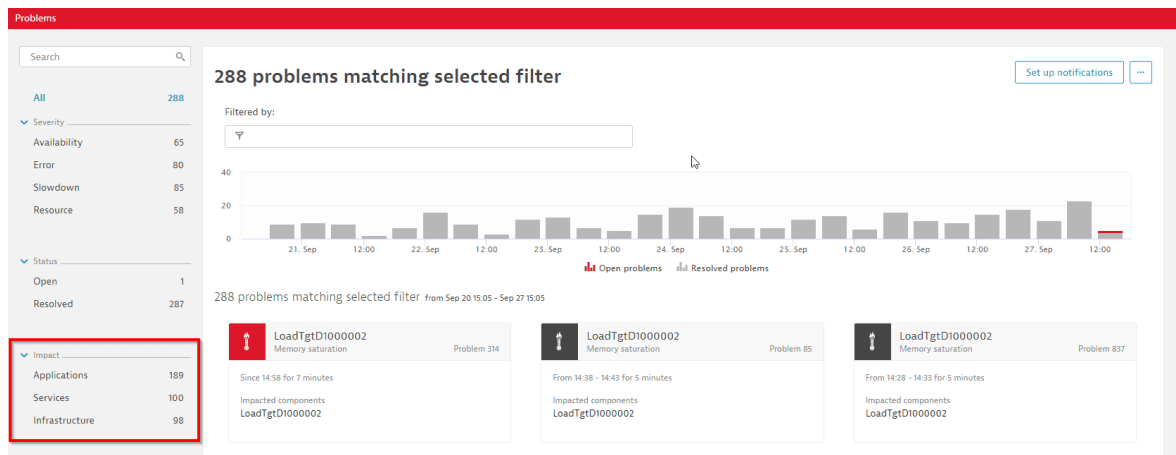 Problems
Search
All 288
Severity
Availability 65
Error 80
Slowdown 85
Resource 58
Status
Open 1
Resolved 287
Impact
Applications 189
Services 100
Infrastructure 98
288 problems matching selected filter
Set up notifications ...
Filtered by:
40
20
0
21. Sep 12:00 22. Sep 12:00 23. Sep 12:00 24. Sep 12:00 25. Sep 12:00 26. Sep 12:00 27. Sep 12:00
Open problems Resolved problems
288 problems matching selected filter from Sep 20 15:05 - Sep 27 15:05
LoadTgtD1000002
Memory saturation Problem 314
Since 14:58 for 7 minutes
Impacted components
LoadTgtD1000002
LoadTgtD1000002
Memory saturation Problem 85
From 14:38 - 14:43 for 5 minutes
Impacted components
LoadTgtD1000002
LoadTgtD1000002
Memory saturation Problem 837
From 14:28 - 14:33 for 5 minutes
Impacted components
LoadTgtD1000002